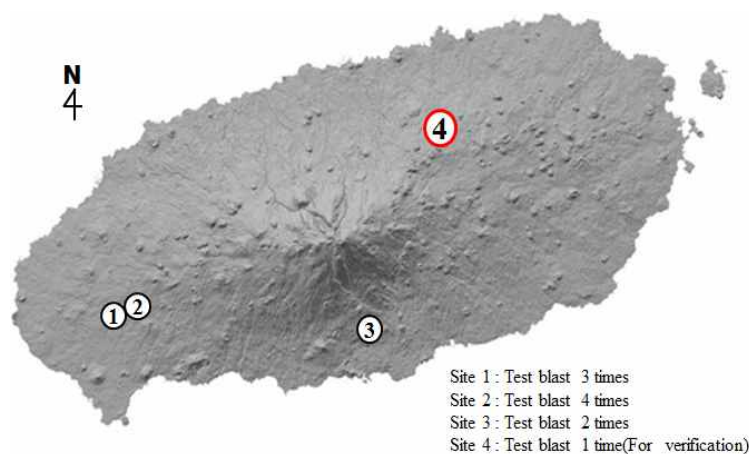 N
4
1
2
3
Site 1 : Test blast 3 times
Site 2 : Test blast 4 times
Site 3 : Test blast 2 times
Site 4 : Test blast 1 time(For verification)